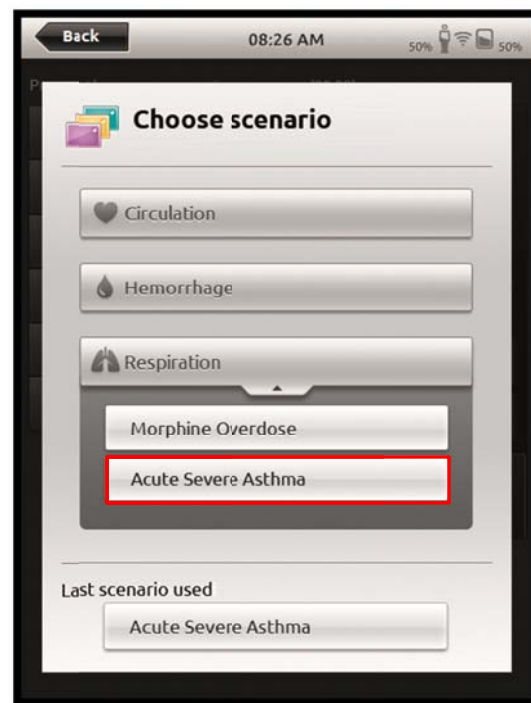 Back
08:26 AM
50%
50%
Choose scenario
Circulation
Hemorrhage
Respiration
Morphine Overdose
Acute Severe Asthma
Last scenario used
Acute Severe Asthma